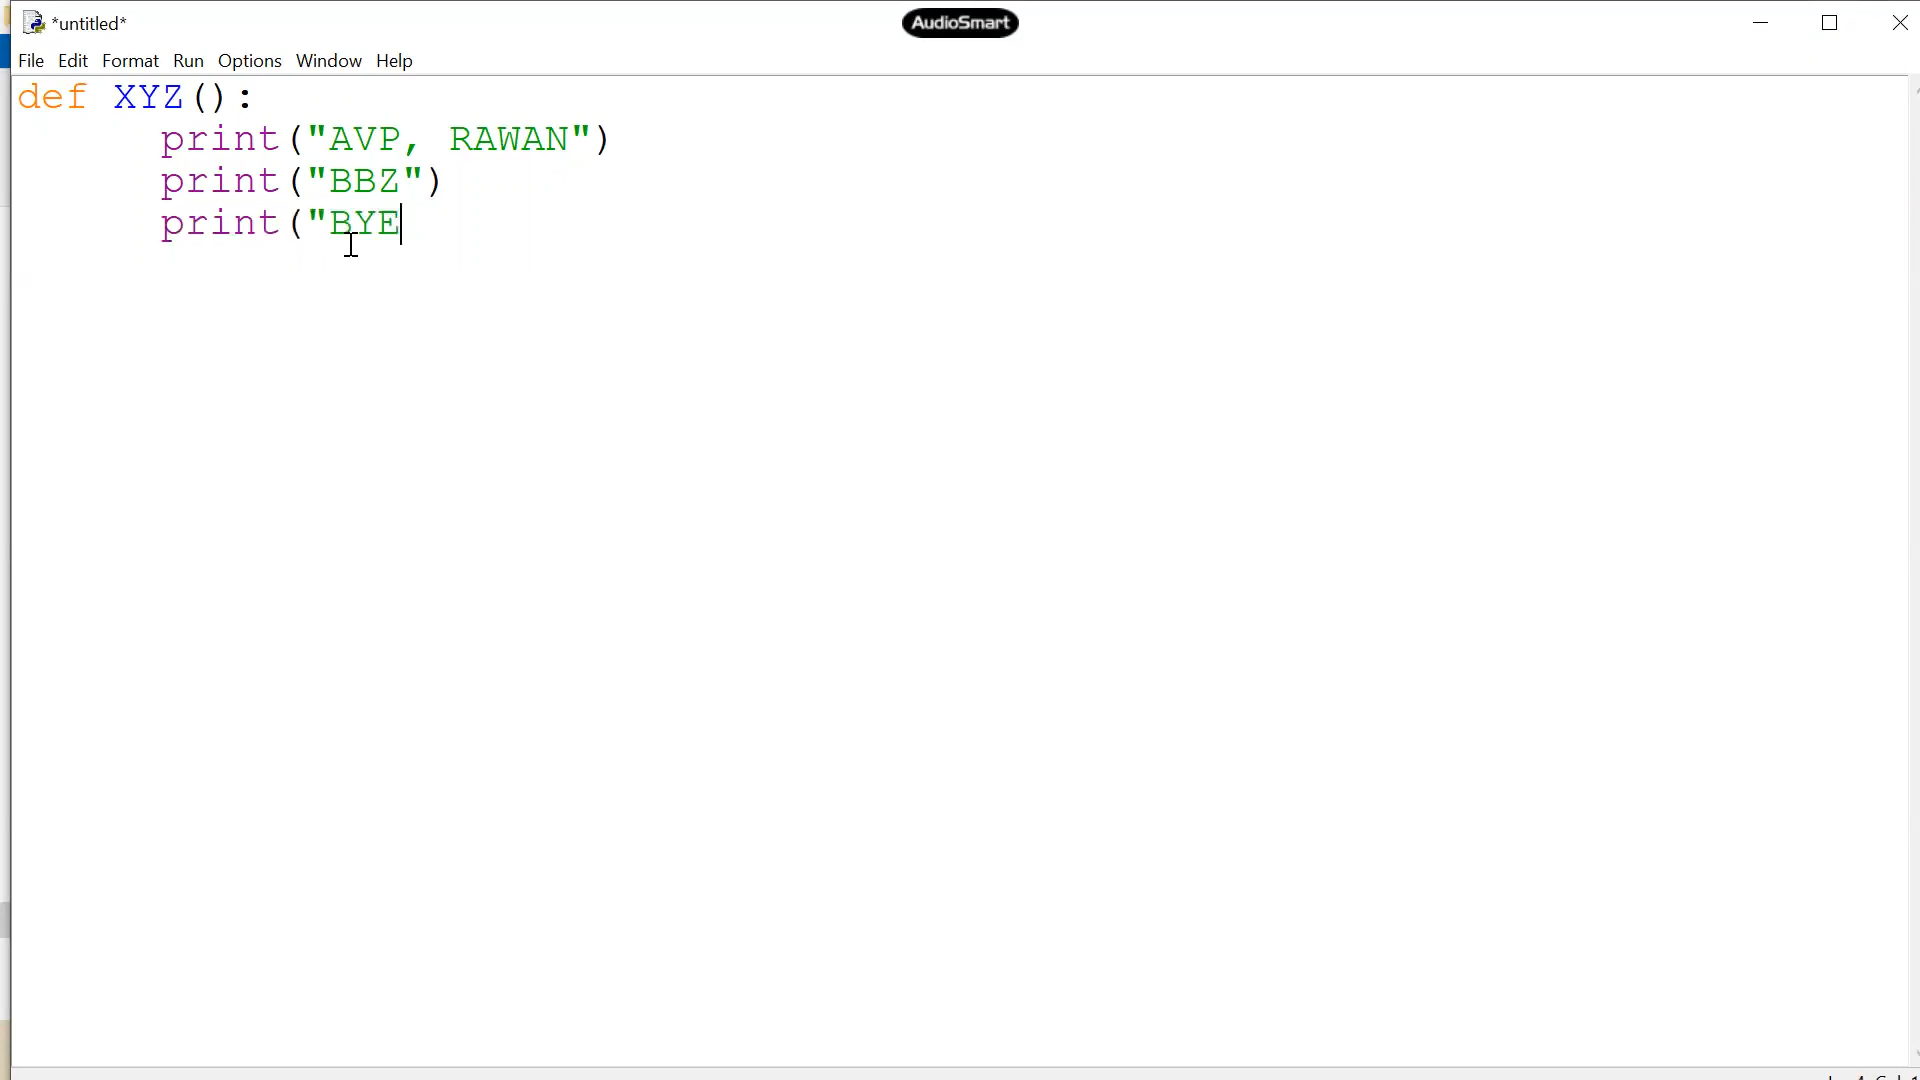 *untitled*
AudioSmart
File Edit Format Run Options Window Help
def XYZ():
      print("AVP, RAWAN")
      print("BBZ")
      print("BYE